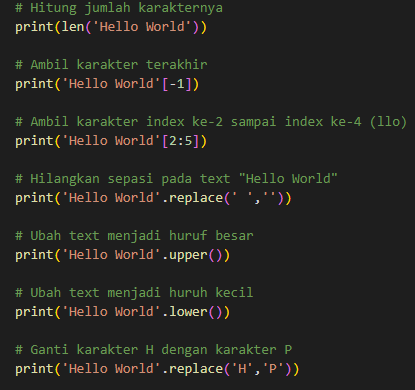 # Hitung jumlah karakternya
print(len('Hello World'))
# Ambil karakter terakhir
print('Hello World'[-1])
# Ambil karakter index ke-2 sampai index ke-4 (llo)
print('Hello World'[2:5])
# Hilangkan sepasi pada text "Hello World"
print('Hello World'.replace(' ',''))
# Ubah text menjadi huruf besar
print('Hello World'.upper())
# Ubah text menjadi huruh kecil
print('Hello World'.lower())
# Ganti karakter H dengan karakter P
print('Hello World'.replace('H','P'))